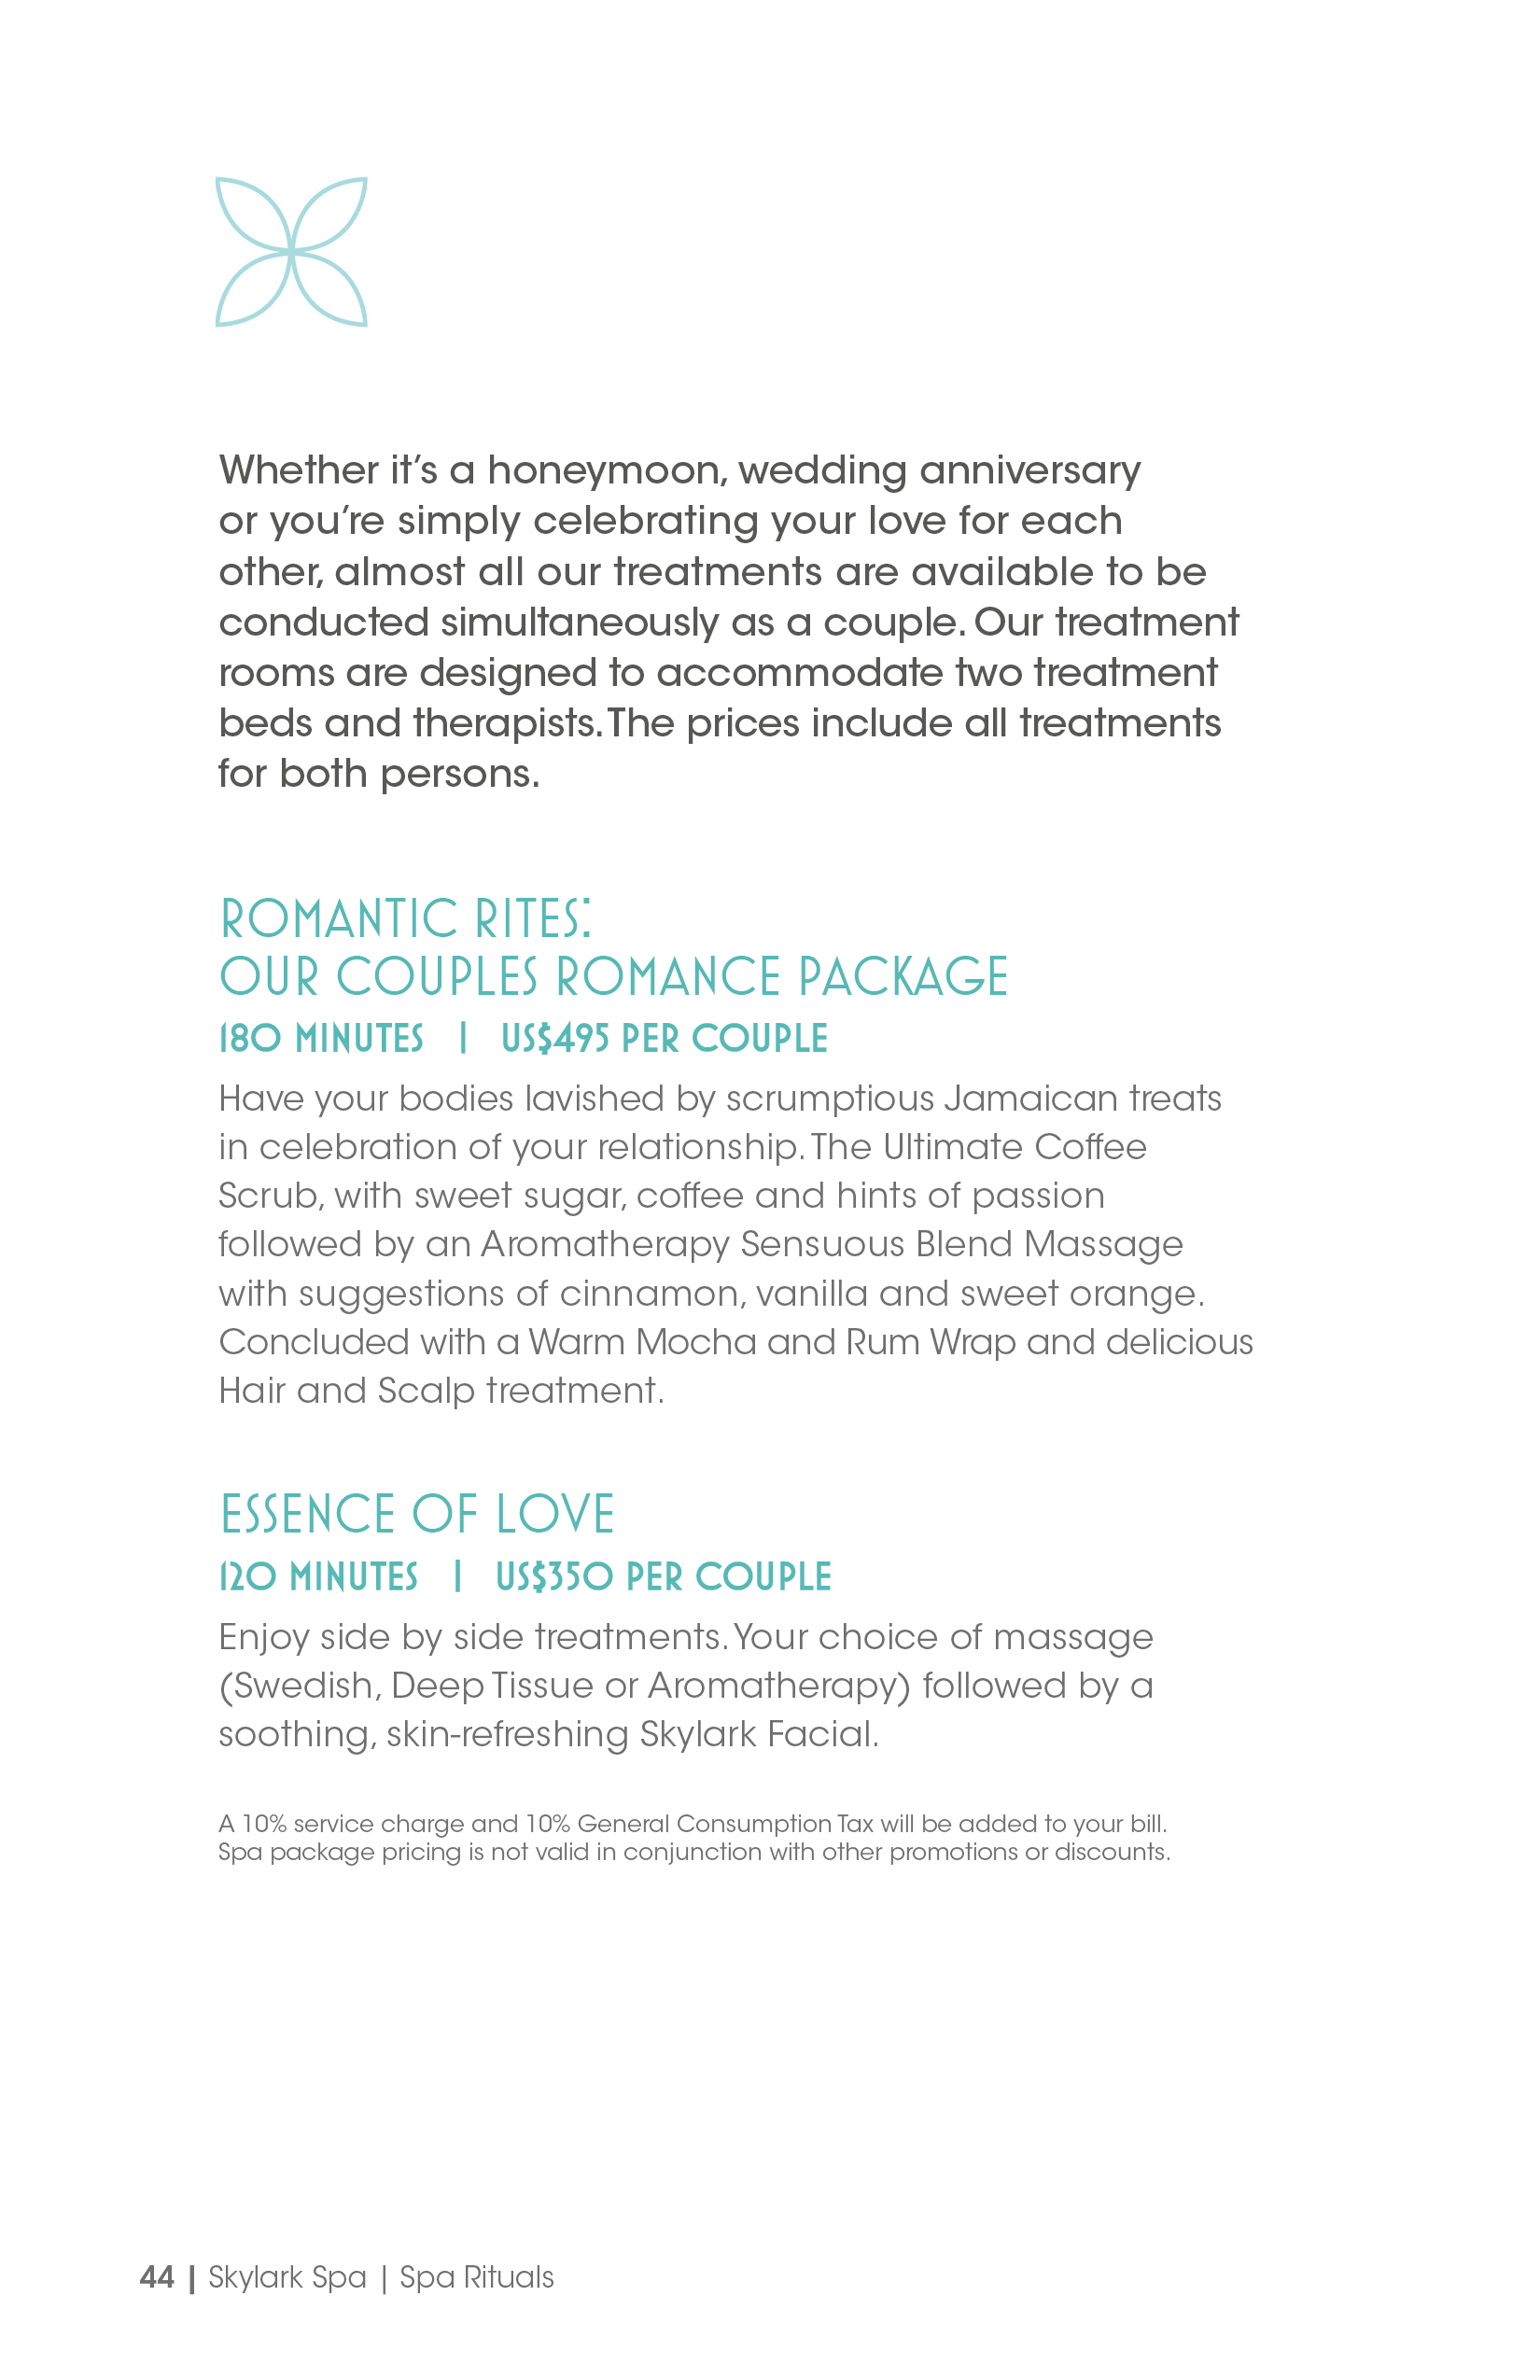 Whether it’s a honeymoon, wedding anniversary
or you’re simply celebrating your love for each
other, almost all our treatments are available to be
conducted simultaneously as a couple. Our treatment
rooms are designed to accommodate two treatment
beds and therapists. The prices include all treatments
for both persons.
ROMANTIC RITES:
OUR COUPLES ROMANCE PACKAGE
180 MINUTES | US$495 PER COUPLE
Have your bodies lavished by scrumptious Jamaican treats
in celebration of your relationship. The Ultimate Coffee
Scrub, with sweet sugar, coffee and hints of passion
followed by an Aromatherapy Sensuous Blend Massage
with suggestions of cinnamon, vanilla and sweet orange.
Concluded with a Warm Mocha and Rum Wrap and delicious
Hair and Scalp treatment.
ESSENCE OF LOVE
120 MINUTES | US$350 PER COUPLE
Enjoy side by side treatments. Your choice of massage
(Swedish, Deep Tissue or Aromatherapy) followed by a
soothing, skin-refreshing Skylark Facial.
A 10% service charge and 10% General Consumption Tax will be added to your bill.
Spa package pricing is not valid in conjunction with other promotions or discounts.
44 | Skylark Spa | Spa Rituals